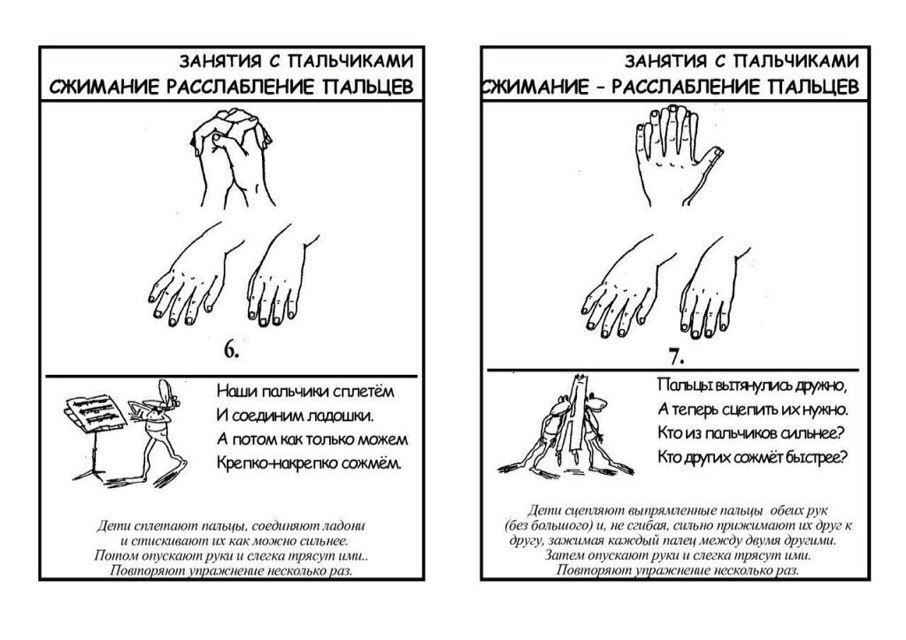 ЗАНЯТИЯ С ПАЛЬЧИКАМИ
СЖИМАНИЕ РАССЛАБЛЕНИЕ ПАЛЬЦЕВ
6.
Наши пальчики сплетём
И соединим ладошки.
А потом как только можем
Крепко-накрепко сожмём.
Дети сплетают пальцы, соединяют ладони
и стискивают их как можно сильнее.
Потом опускают руки и слегка трясут ими..
Повторяют упражнение несколько раз.
ЗАНЯТИЯ С ПАЛЬЧИКАМИ
СЖИМАНИЕ – РАССЛАБЛЕНИЕ ПАЛЬЦЕВ
7.
Пальцы вытянулись дружно,
А теперь сцепить их нужно.
Кто из пальчиков сильнее?
Кто других сожмёт быстрее?
Дети сцепляют выпрямленные пальцы обеих рук
(без большого) и, не сгибая, сильно прижимают их друг к
другу, зажимая каждый палец между двумя другими.
Затем опускают руки и слегка трясут ими.
Повторяют упражнение несколько раз.